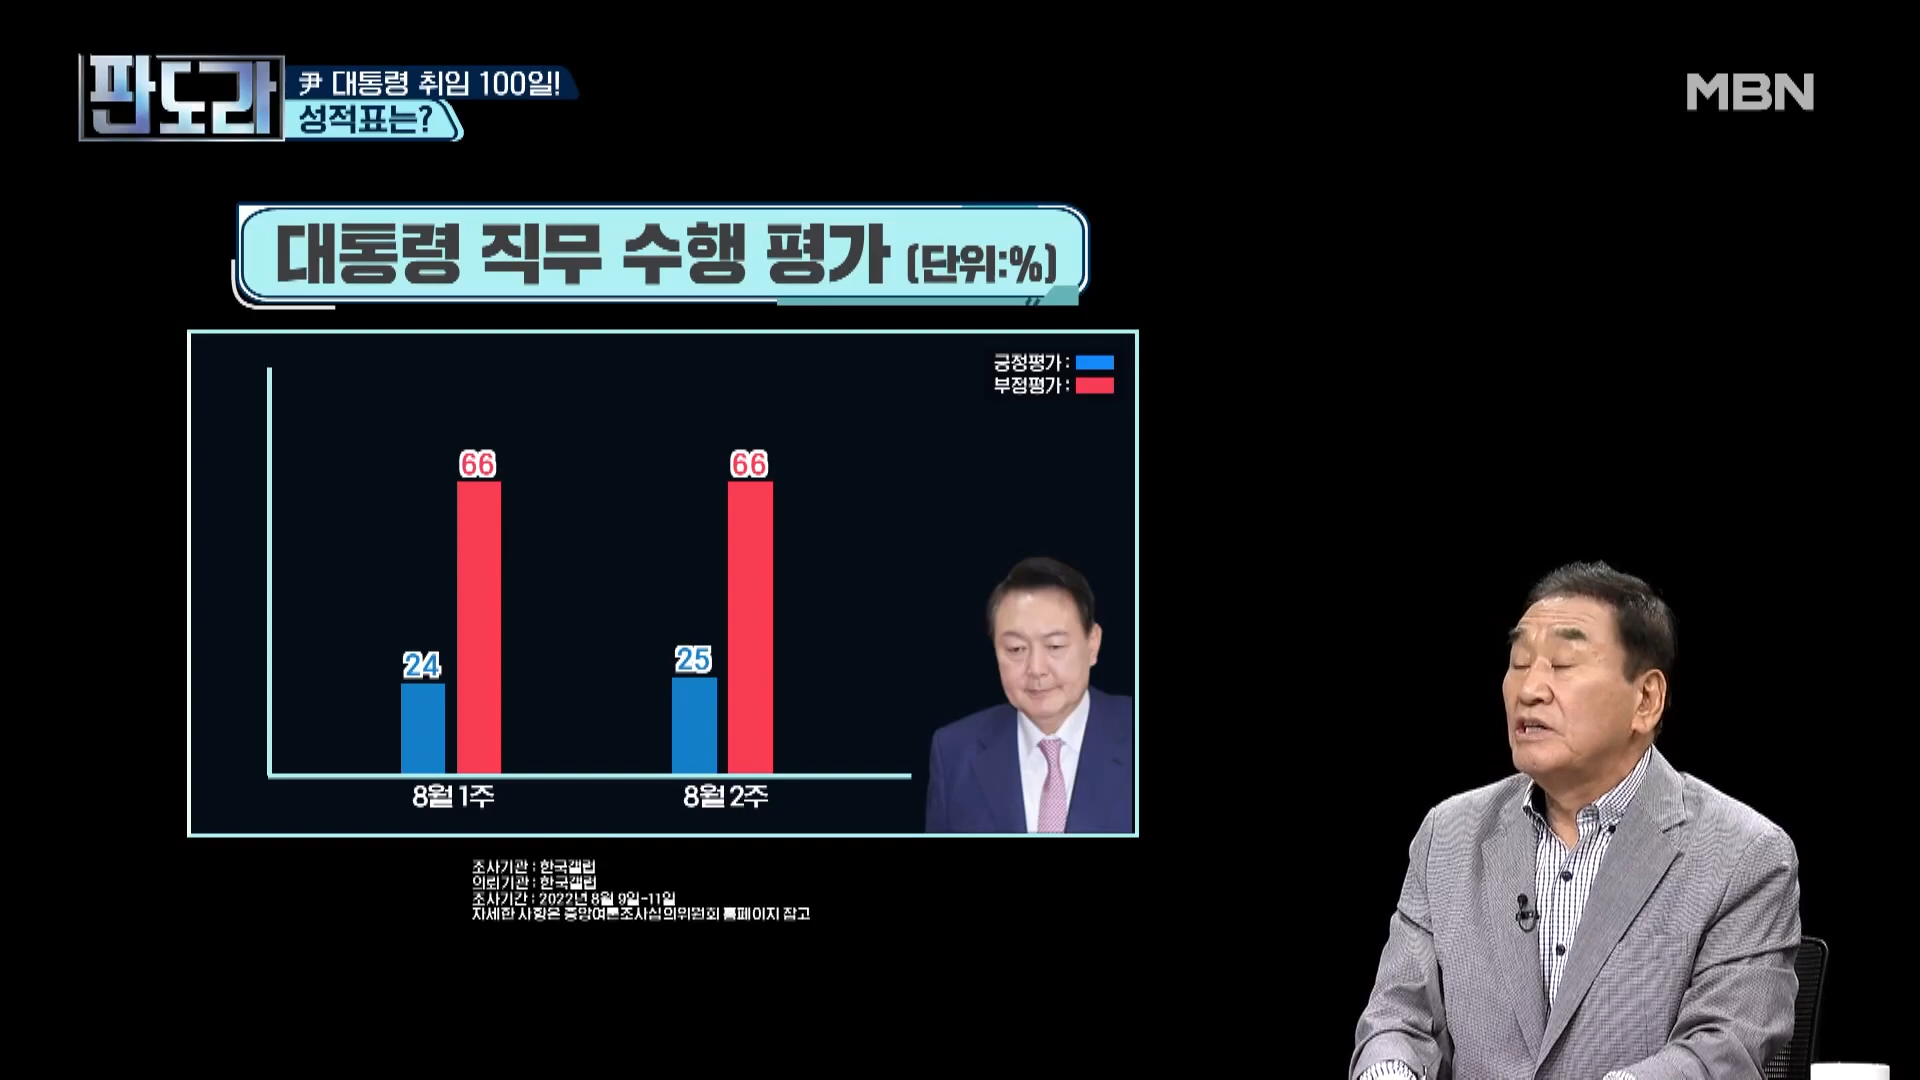 판도라
尹 대통령 취임 100일!
성적표는?
MBN
대통령 직무 수행 평가 (단위:%)
긍정평가 :
부정평가 :
66
66
24
25
8월 1주
8월 2주
조사기관 : 한국갤럽
의뢰기관 : 한국갤럽
조사기간 : 2022년 8월 9일-11일
자세한 사항은 중앙여론조사심의위원회 홈페이지 참고